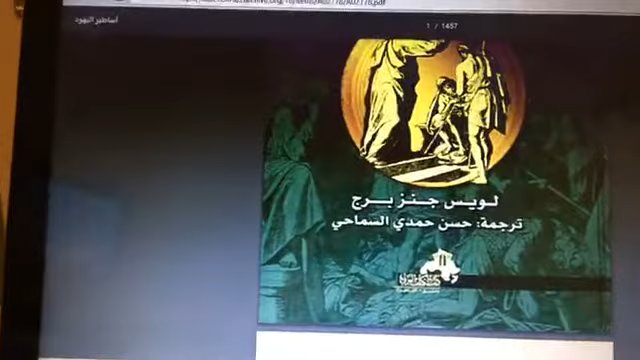 أساطير اليهود
1 / 1457
لويس جنز برج
ترجمة: حسن حمدي السماحي